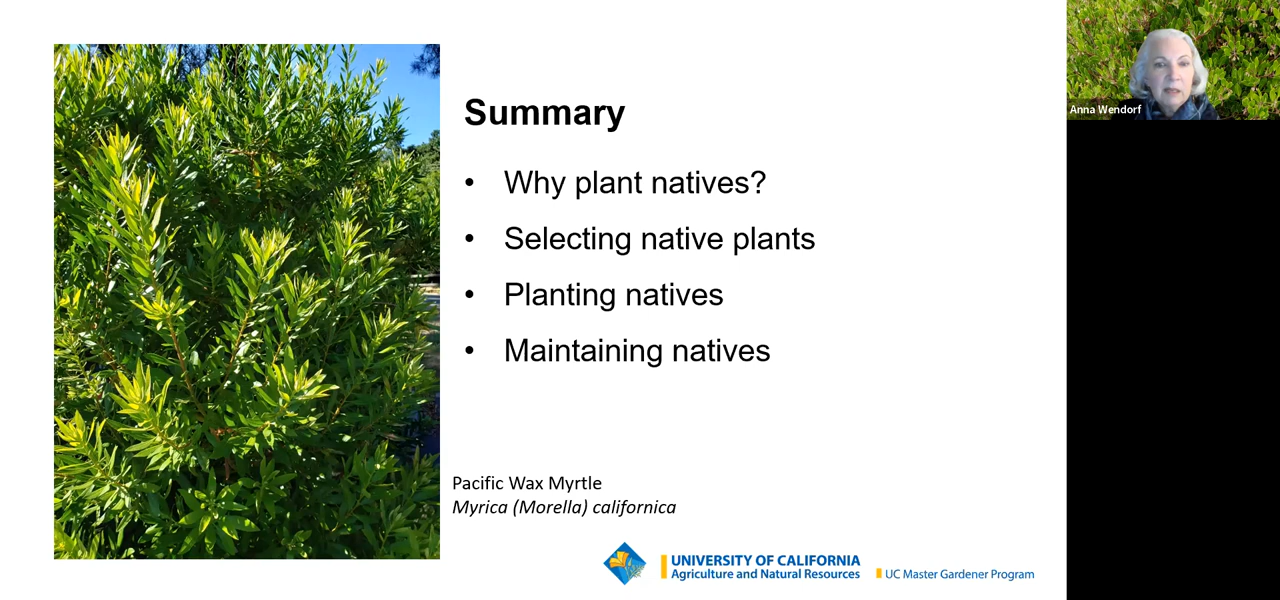 Summary
• Why plant natives?
• Selecting native plants
• Planting natives
• Maintaining natives
Pacific Wax Myrtle
Myrica (Morella) californica
UNIVERSITY OF CALIFORNIA
Agriculture and Natural Resources
UC Master Gardener Program
Anna Wendorf